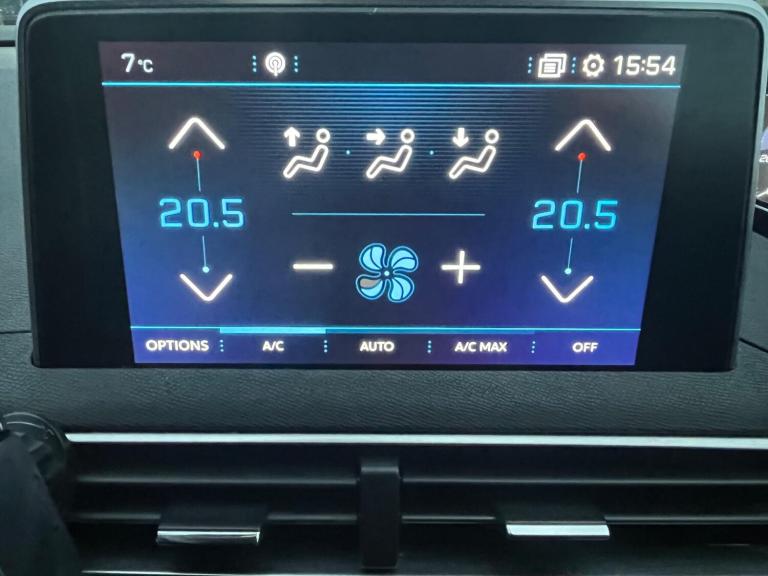 7°C 15:54
20.5 20.5
OPTIONS A/C AUTO A/C MAX OFF